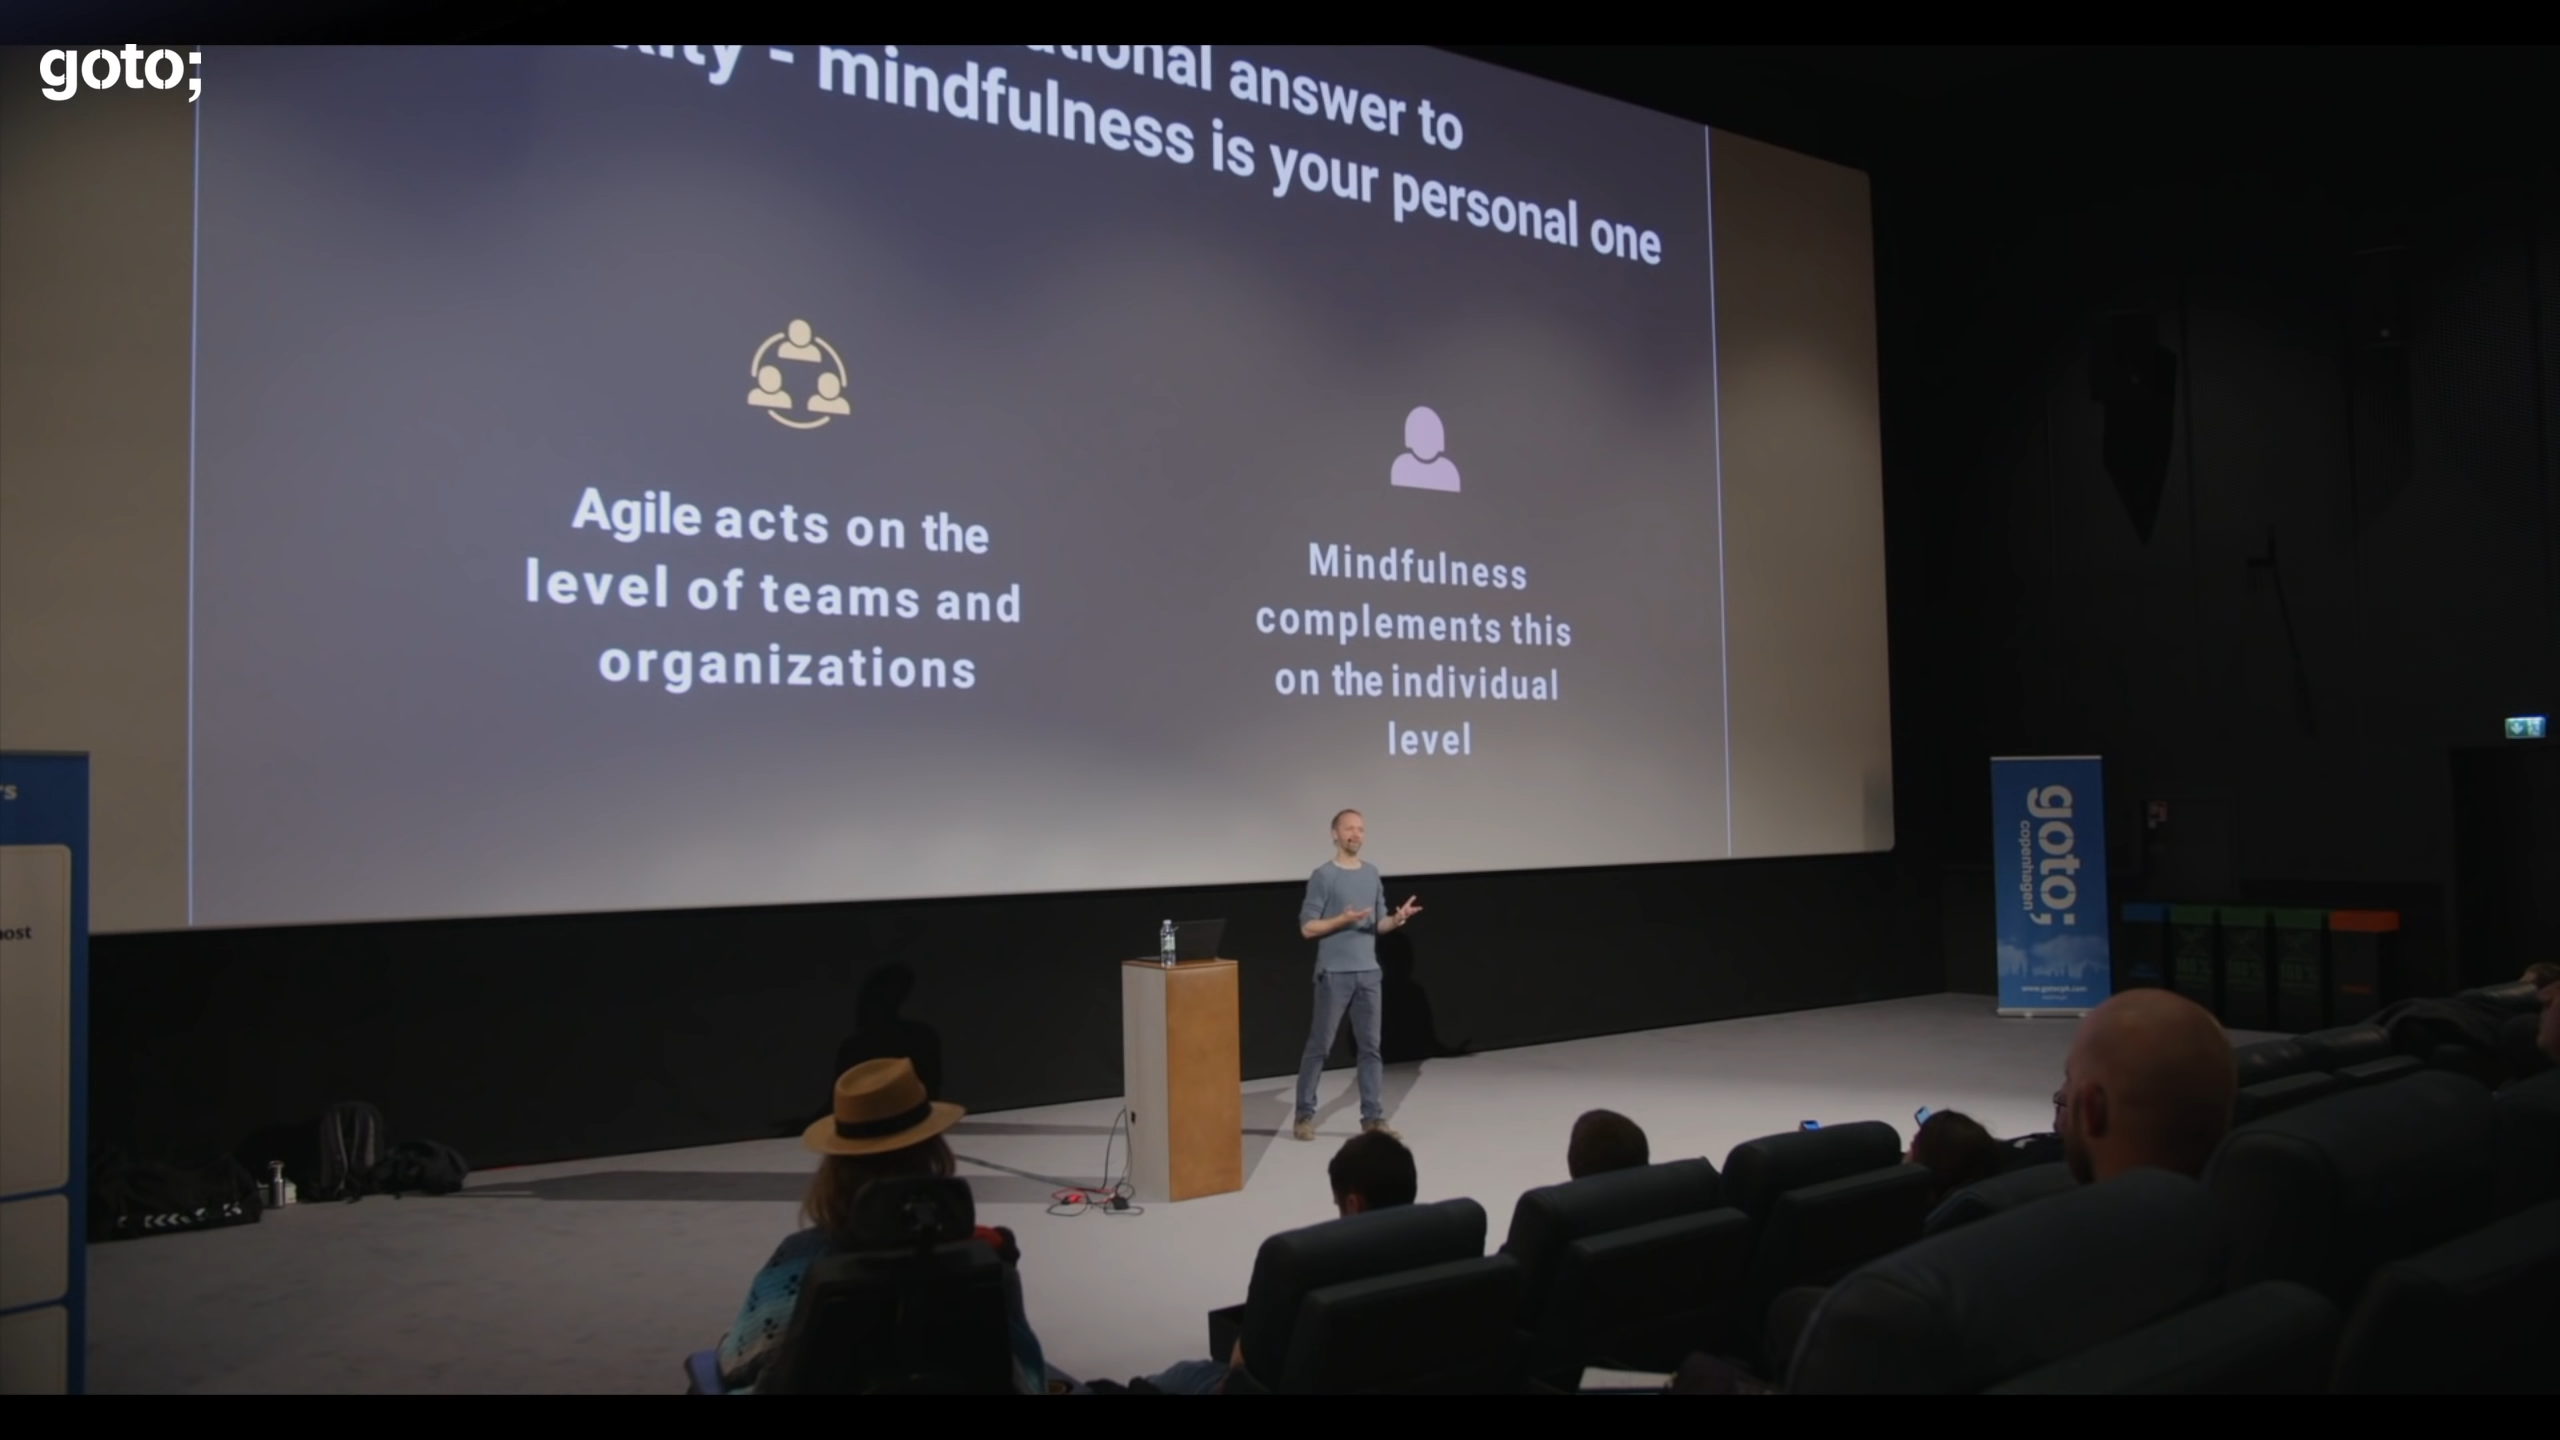 goto;
answer to
- mindfulness is your personal one
Agile acts on the
level of teams and
organizations
Mindfulness
complements this
on the individual
level
goto;
copenhagen